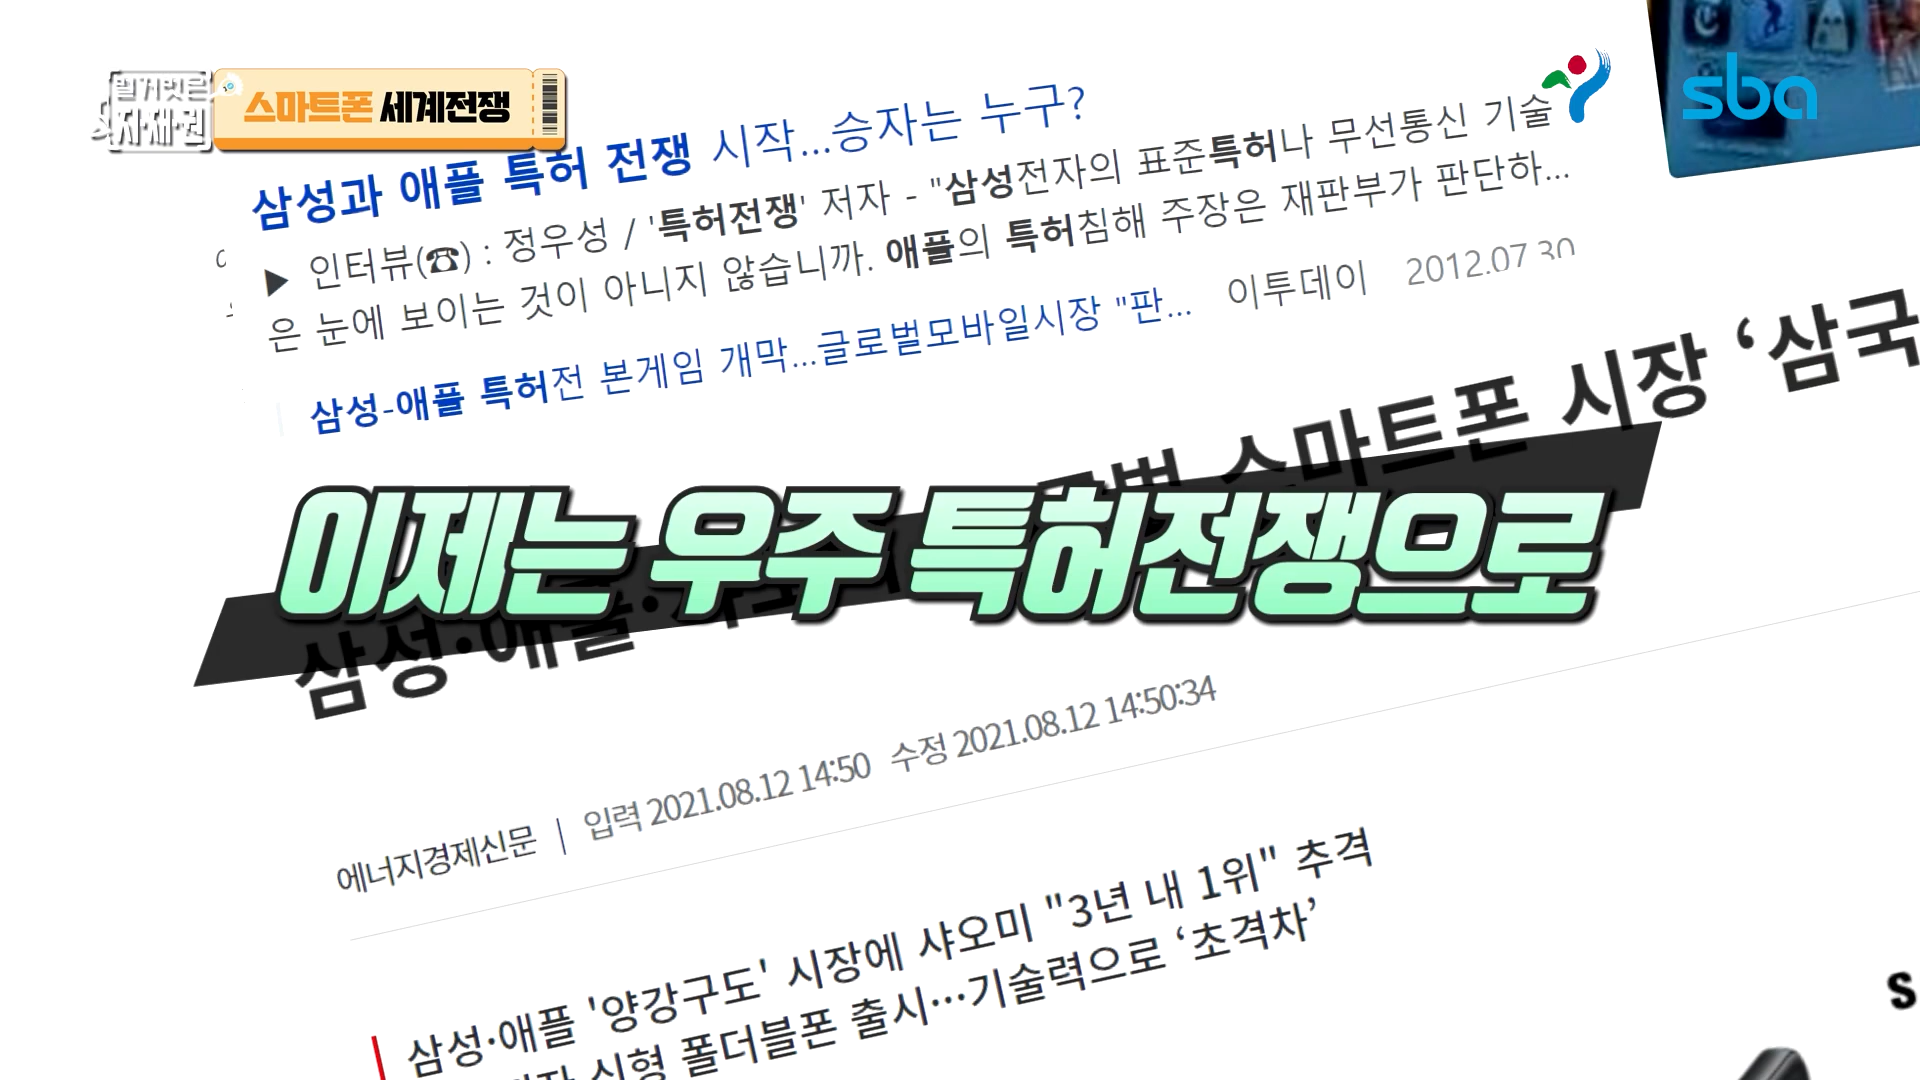 발가벗은
지재권
스마트폰 세계전쟁
sba
삼성과 애플 특허 전쟁 시작...승자는 누구?
▶ 인터뷰(☎) : 정우성 / '특허전쟁' 저자 - "삼성전자의 표준특허나 무선통신 기술
은 눈에 보이는 것이 아니지 않습니까. 애플의 특허침해 주장은 재판부가 판단하...
삼성-애플 특허전 본게임 개막...글로벌모바일시장 "판... 이투데이 2012.07.30
스마트폰 시장 ‘삼국
이제는 우주 특허전쟁으로
삼성·애플·
에너지경제신문 | 입력 2021.08.12 14:50 수정 2021.08.12 14:50:34
삼성·애플 '양강구도' 시장에 샤오미 "3년 내 1위" 추격
신형 폴더블폰 출시…기술력으로 ‘초격차’
s